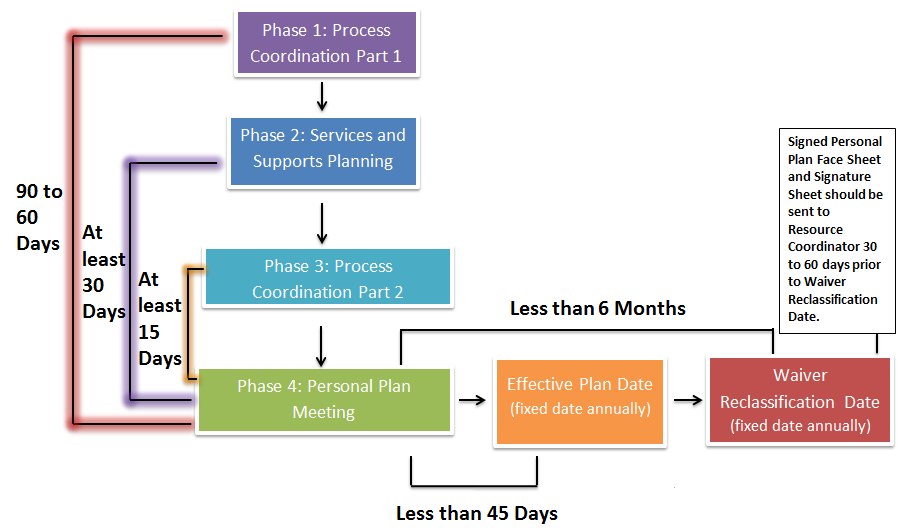 Phase 1: Process
Coordination Part 1
Phase 2: Services and
Supports Planning
Signed Personal
Plan Face Sheet
and Signature
Sheet should be
sent to
Resource
Coordinator 30
to 60 days prior
to Waiver
Reclassification
Date.
90 to
60
Days
At
least
30
Days
At
least
15
Days
Phase 3: Process
Coordination Part 2
Less than 6 Months
Phase 4: Personal Plan
Meeting
Effective Plan Date
(fixed date annually)
Waiver
Reclassification Date
(fixed date annually)
Less than 45 Days